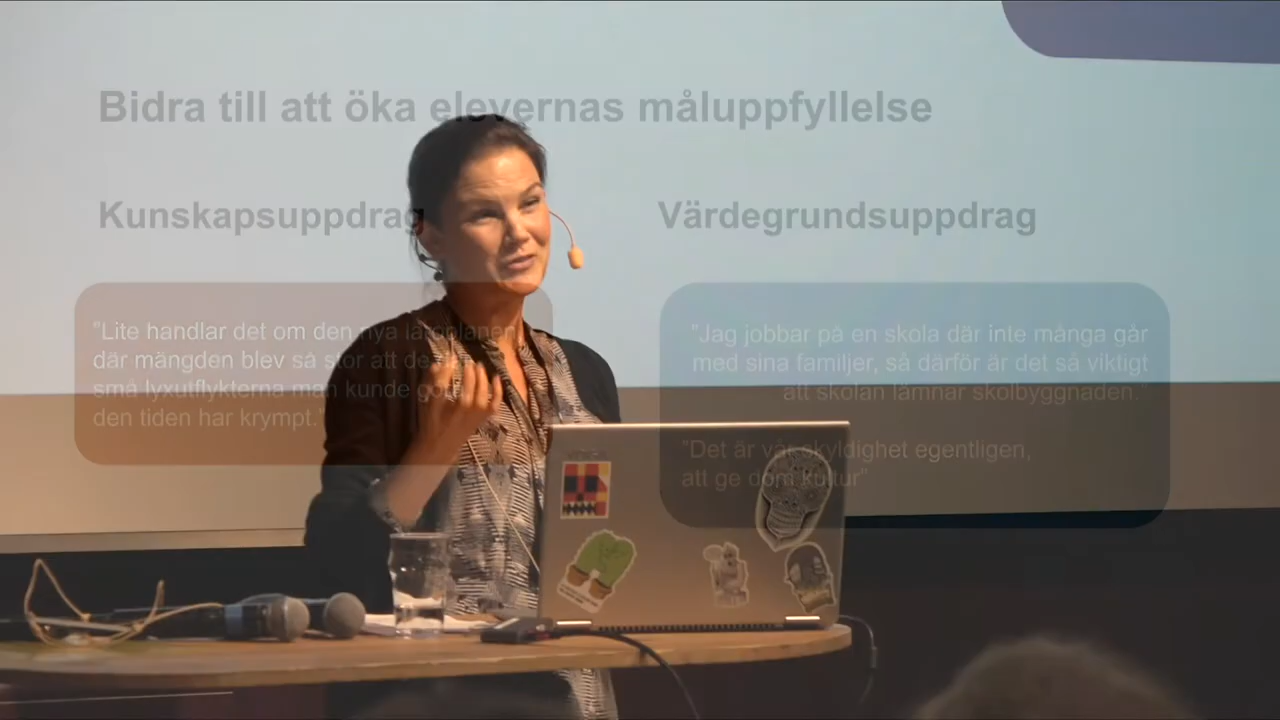 Bidra till att öka elevernas måluppfyllelse
Kunskapsuppdrag
Värdegrundsuppdrag
"Lite handlar det om den nya läroplanen
där mängden blev så stor att de
små lyxutflykterna man kunde gö
den tiden har krympt."
"Jag jobbar på en skola där inte många går
med sina familjer, så därför är det så viktigt
att skolan lämnar skolbyggnaden.
"Det är vår skyldighet egentligen,
att ge dom kultur"